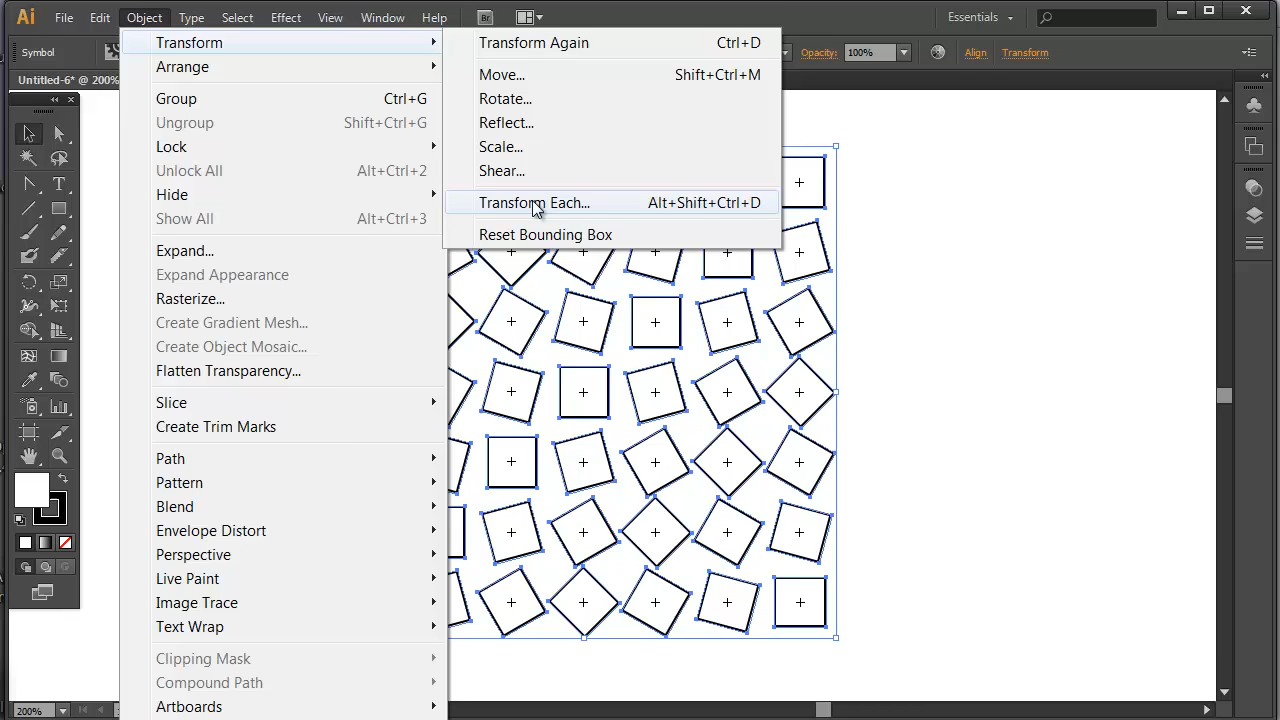 Ai File Edit Object Type Select Effect View Window Help Br Essentials
Symbol Opacity: 100% Align Transform
Untitled-6* @ 200%
Transform
Arrange
Group Ctrl+G
Ungroup Shift+Ctrl+G
Lock
Unlock All Alt+Ctrl+2
Hide
Show All Alt+Ctrl+3
Expand...
Expand Appearance
Rasterize...
Create Gradient Mesh...
Create Object Mosaic...
Flatten Transparency...
Slice
Create Trim Marks
Path
Pattern
Blend
Envelope Distort
Perspective
Live Paint
Image Trace
Text Wrap
Clipping Mask
Compound Path
Artboards
Transform Again Ctrl+D
Move... Shift+Ctrl+M
Rotate...
Reflect...
Scale...
Shear...
Transform Each... Alt+Shift+Ctrl+D
Reset Bounding Box
200%